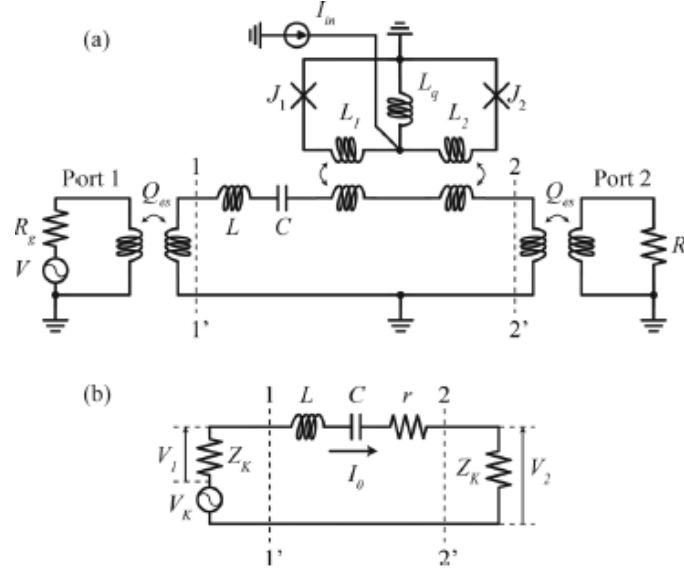 (a)
I_in
J_1
L_q
J_2
L_1
L_2
Port 1
1
2
Port 2
Q_es
Q_es
R_g
L
C
R
V
1'
2'
(b)
1
L
C
r
2
V_1
Z_K
I_0
Z_K
V_2
V_K
1'
2'